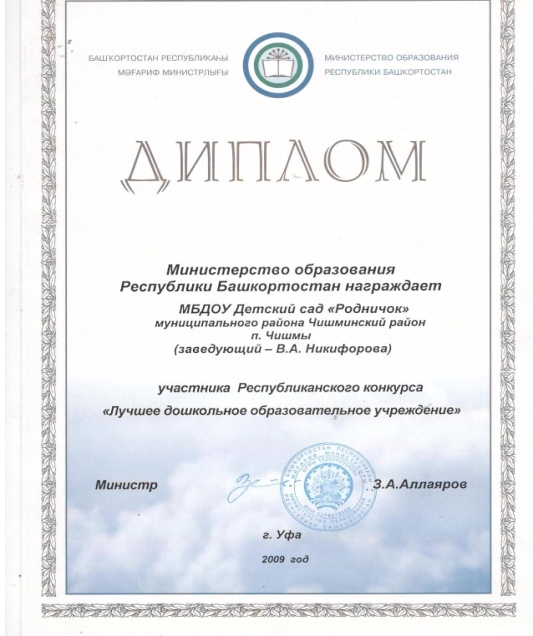 БАШҠОРТОСТАН РЕСПУБЛИКАҺЫ
МӘҒАРИФ МИНИСТРЛЫҒЫ
МИНИСТЕРСТВО ОБРАЗОВАНИЯ
РЕСПУБЛИКИ БАШКОРТОСТАН
ДИПЛОМ
Министерство образования
Республики Башкортостан награждает
МБДОУ Детский сад «Родничок»
муниципального района Чишминский район
п. Чишмы
(заведующий – В.А. Никифорова)
участника Республиканского конкурса
«Лучшее дошкольное образовательное учреждение»
Министр
З.А.Аллаяров
г. Уфа
2009 год